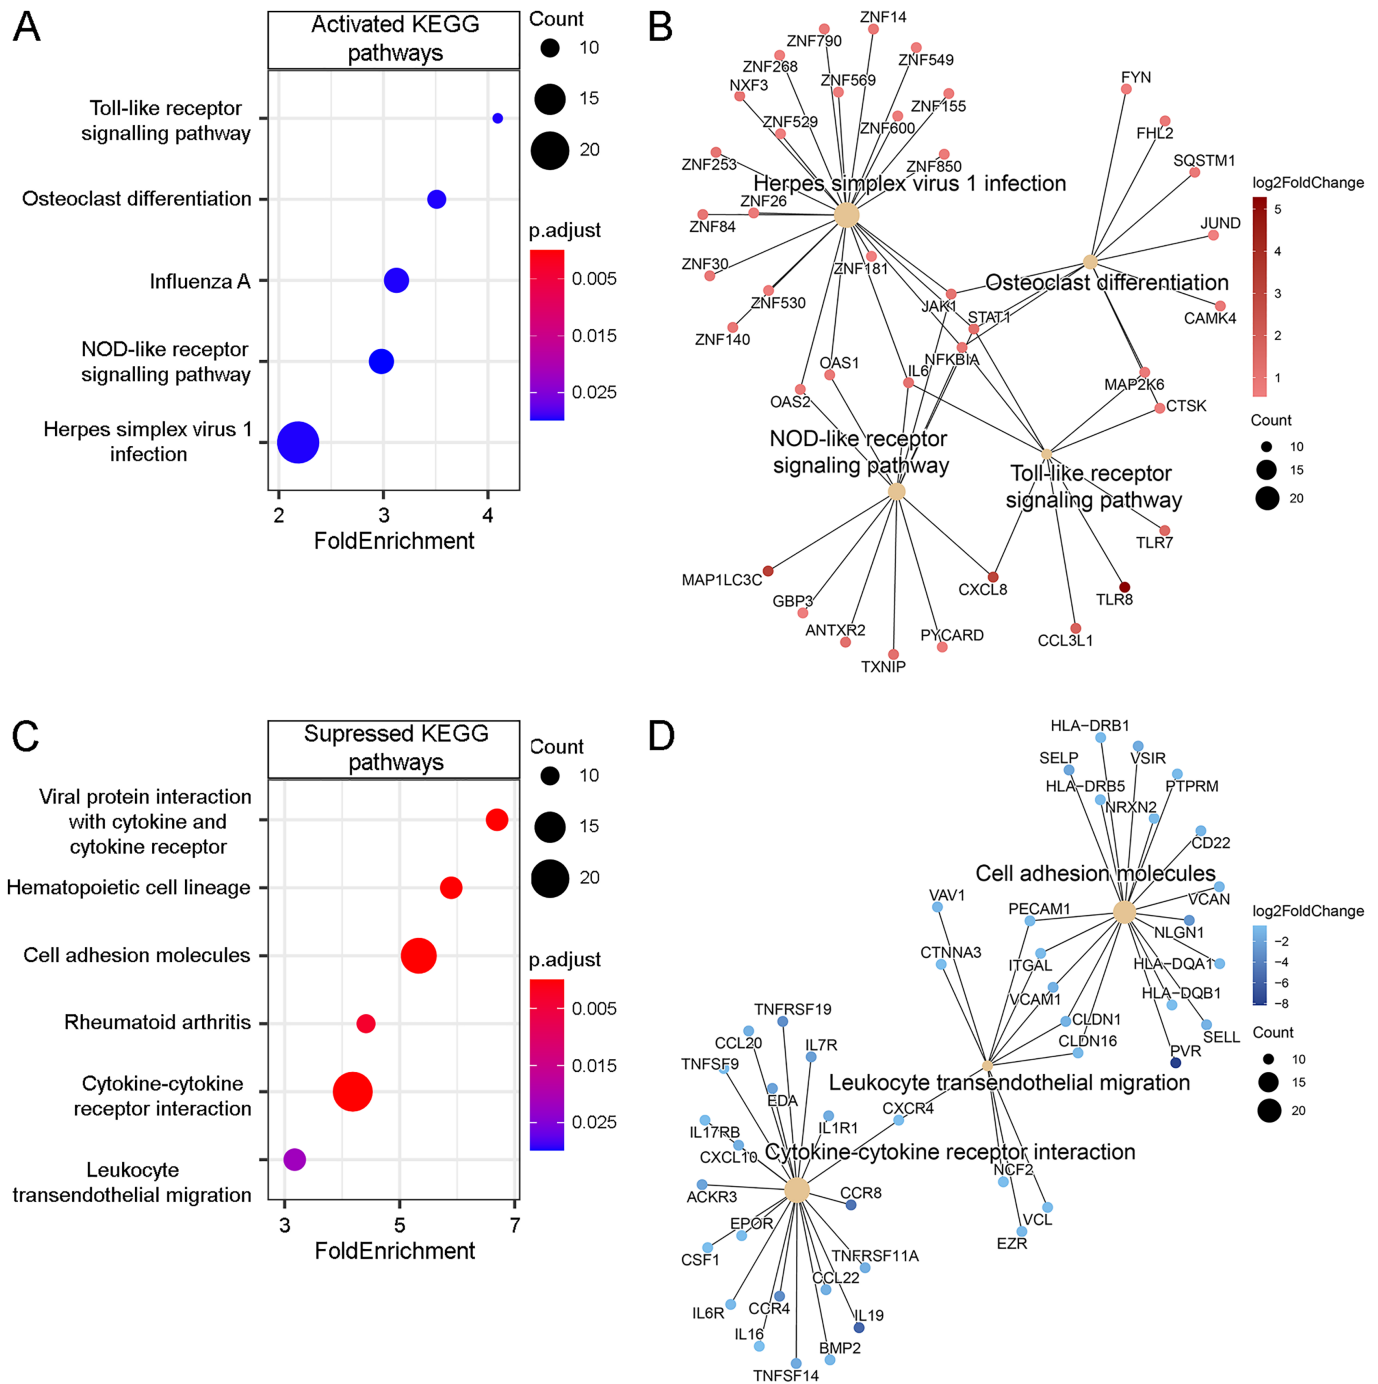 A
Activated KEGG
pathways
Toll-like receptor
signalling pathway
Osteoclast differentiation
Influenza A
NOD-like receptor
signalling pathway
Herpes simplex virus 1
infection
2
3
4
FoldEnrichment
Count
10
15
20
p.adjust
0.005
0.015
0.025
B
ZNF14
ZNF790
ZNF549
ZNF268
ZNF569
NXF3
ZNF155
ZNF529
ZNF600
ZNF253
ZNF850
Herpes simplex virus 1 infection
ZNF26
ZNF84
ZNF30
ZNF181
ZNF530
ZNF140
FYN
FHL2
SQSTM1
JUND
Osteoclast differentiation
CAMK4
JAK1
STAT1
NFKBIA
OAS1
IL6
OAS2
MAP2K6
CTSK
NOD-like receptor
signaling pathway
Toll-like receptor
signaling pathway
TLR7
MAP1LC3C
CXCL8
TLR8
GBP3
ANTXR2
PYCARD
CCL3L1
TXNIP
log2FoldChange
5
4
3
2
1
Count
10
15
20
C
Supressed KEGG
pathways
Viral protein interaction
with cytokine and
cytokine receptor
Hematopoietic cell lineage
Cell adhesion molecules
Rheumatoid arthritis
Cytokine-cytokine
receptor interaction
Leukocyte
transendothelial migration
3
5
7
FoldEnrichment
Count
10
15
20
p.adjust
0.005
0.015
0.025
D
HLA−DRB1
SELP
VSIR
HLA−DRB5
PTPRM
NRXN2
CD22
Cell adhesion molecules
VAV1
VCAN
PECAM1
NLGN1
CTNNA3
ITGAL
HLA−DQA1
VCAM1
HLA−DQB1
CLDN1
SELL
CLDN16
PVR
Leukocyte transendothelial migration
TNFRSF19
CCL20
IL7R
TNFSF9
EDA
CXCR4
IL17RB
IL1R1
CXCL10
Cytokine-cytokine receptor interaction
NCF2
ACKR3
CCR8
EPOR
VCL
EZR
CSF1
TNFRSF11A
CCL22
IL6R
CCR4
IL19
IL16
BMP2
TNFSF14
log2FoldChange
−2
−4
−6
−8
Count
10
15
20